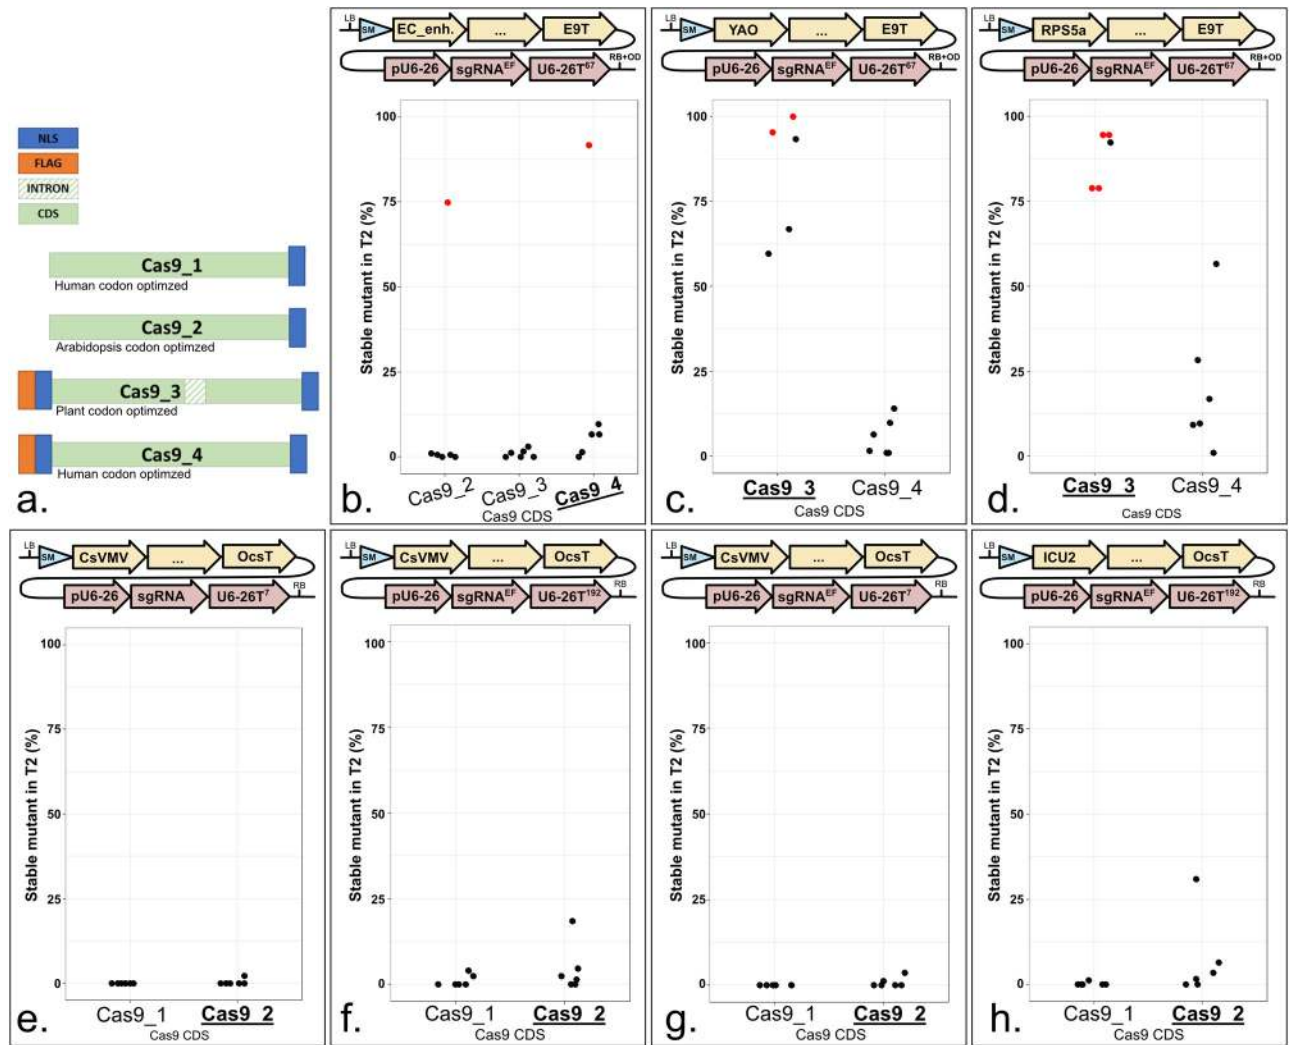 NLS
FLAG
INTRON
CDS
Cas9_1
Human codon optimzed
Cas9_2
Arabidopsis codon optimzed
Cas9_3
Plant codon optimzed
Cas9_4
Human codon optimzed
a.
LB
SM EC_enh. ... E9T
RB+OD
pU6-26 sgRNA^EF U6-26T^67
Stable mutant in T2 (%)
100
75
50
25
0
Cas9_2 Cas9_3 Cas9_4
Cas9 CDS
b.
LB
SM YAO ... E9T
RB+OD
pU6-26 sgRNA^EF U6-26T^67
Stable mutant in T2 (%)
100
75
50
25
0
Cas9_3 Cas9_4
Cas9 CDS
c.
LB
SM RPS5a ... E9T
RB+OD
pU6-26 sgRNA^EF U6-26T^67
Stable mutant in T2 (%)
100
75
50
25
0
Cas9_3 Cas9_4
Cas9 CDS
d.
LB
SM CsVMV ... OcsT
RB
pU6-26 sgRNA U6-26T^7
Stable mutant in T2 (%)
100
75
50
25
0
Cas9_1 Cas9_2
Cas9 CDS
e.
LB
SM CsVMV ... OcsT
RB
pU6-26 sgRNA^EF U6-26T^192
Stable mutant in T2 (%)
100
75
50
25
0
Cas9_1 Cas9_2
Cas9 CDS
f.
LB
SM CsVMV ... OcsT
RB
pU6-26 sgRNA^EF U6-26T^7
Stable mutant in T2 (%)
100
75
50
25
0
Cas9_1 Cas9_2
Cas9 CDS
g.
LB
SM ICU2 ... OcsT
RB
pU6-26 sgRNA^EF U6-26T^192
Stable mutant in T2 (%)
100
75
50
25
0
Cas9_1 Cas9_2
Cas9 CDS
h.